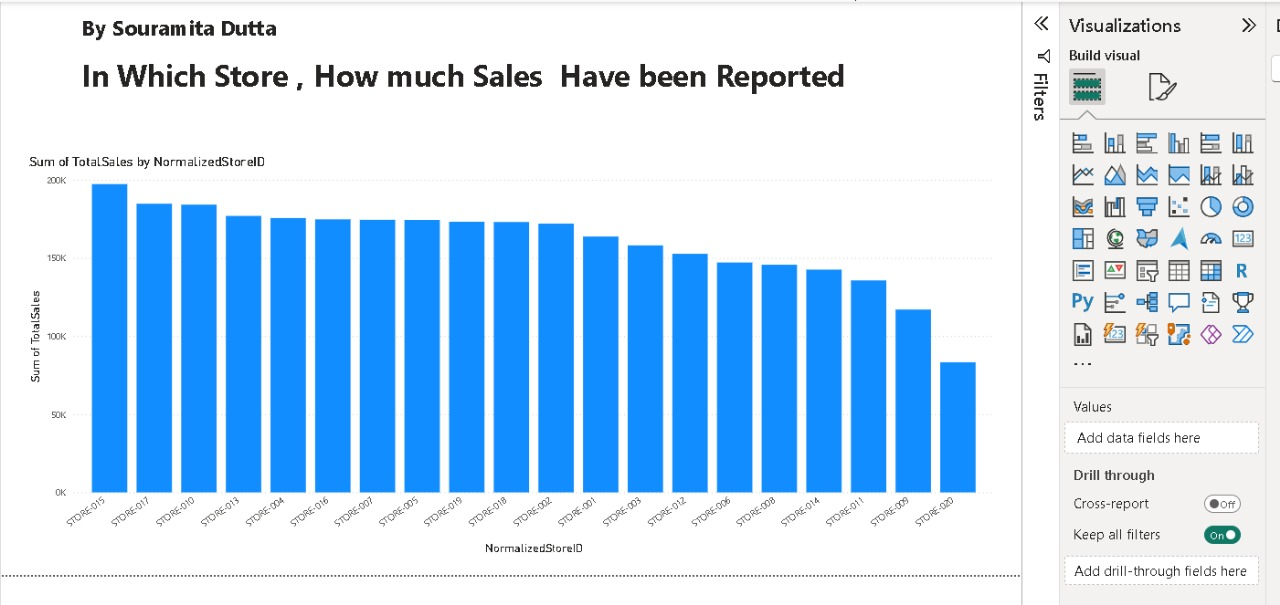 By Souramita Dutta
In Which Store , How much Sales Have been Reported
Sum of TotalSales by NormalizedStoreID
200K
150K
100K
50K
0K
Sum of TotalSales
STORE-015 STORE-017 STORE-010 STORE-013 STORE-004 STORE-016 STORE-007 STORE-005 STORE-019 STORE-018 STORE-002 STORE-001 STORE-003 STORE-012 STORE-006 STORE-008 STORE-014 STORE-011 STORE-009 STORE-020
NormalizedStoreID
Filters
Visualizations
Build visual
123
R
Py
123
...
Values
Add data fields here
Drill through
Cross-report Off
Keep all filters On
Add drill-through fields here